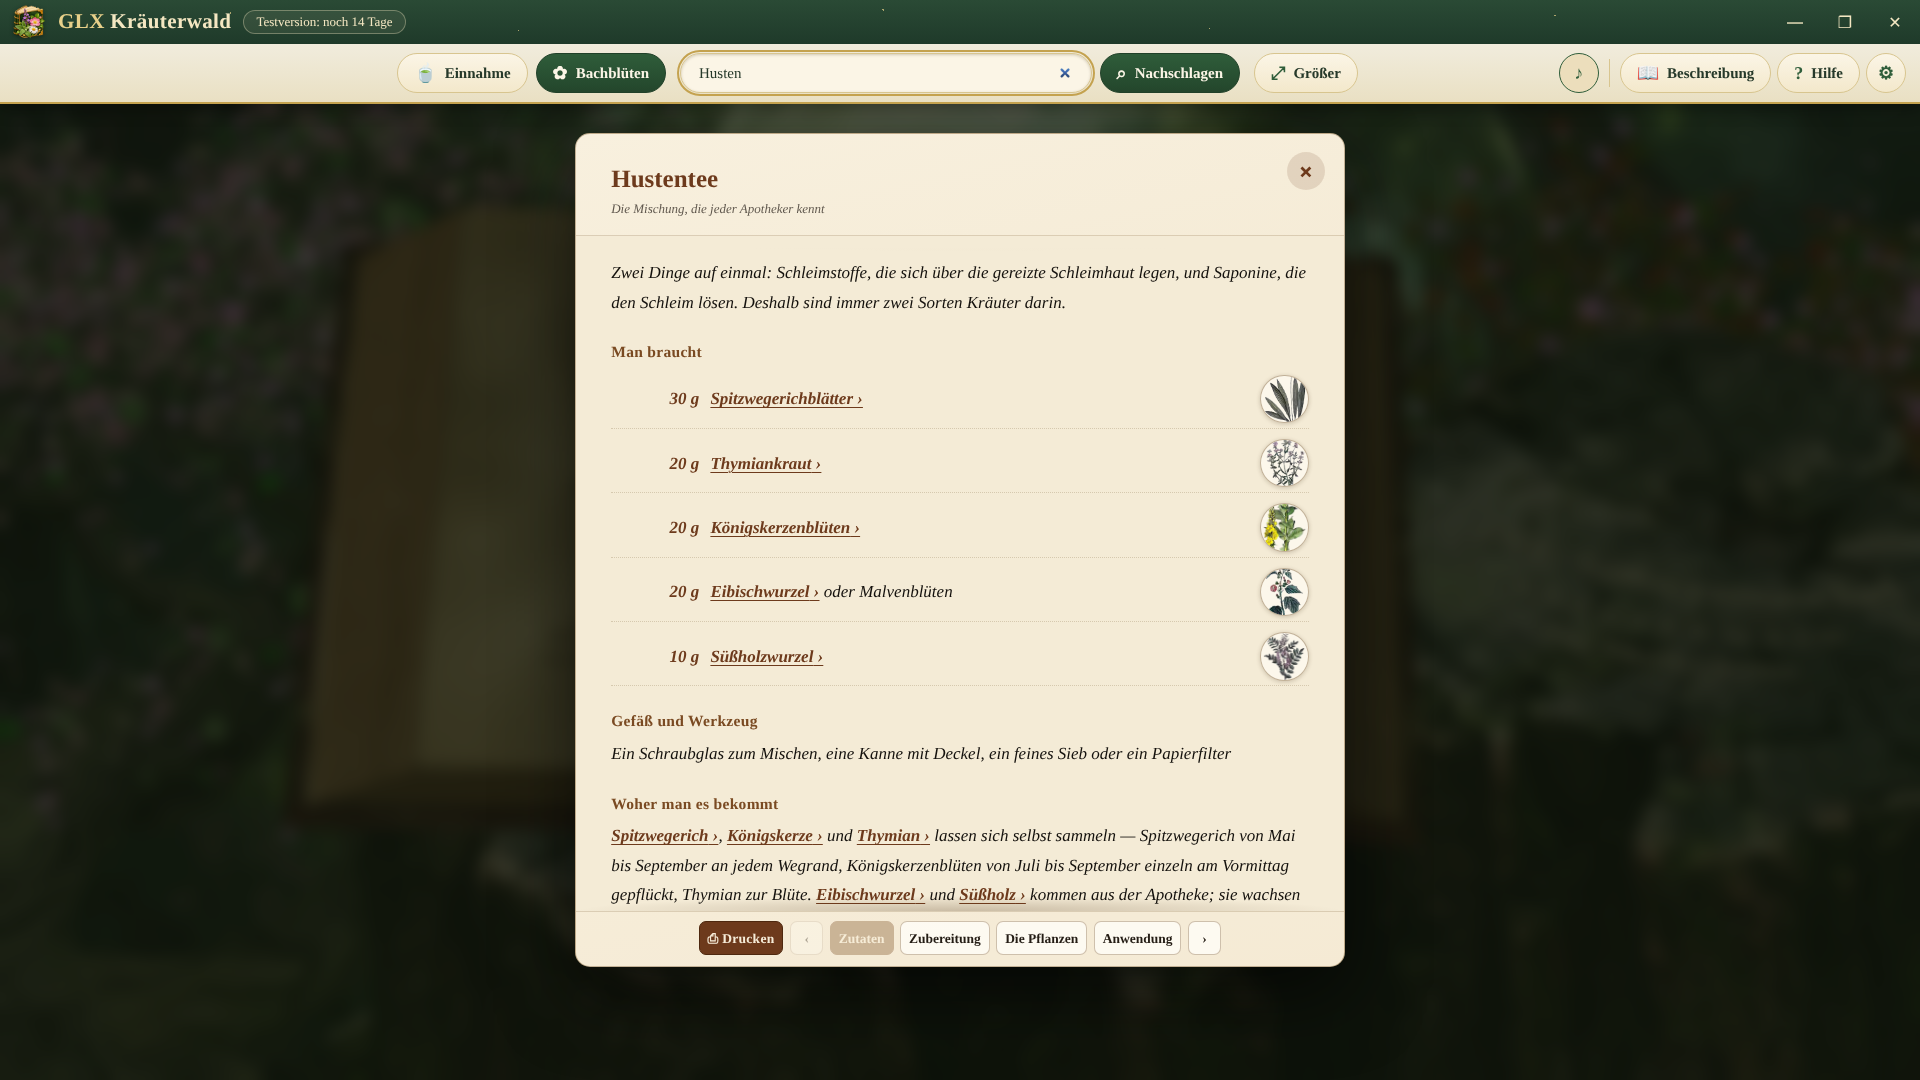 GLX Kräuterwald
Testversion: noch 14 Tage
Einnahme
Bachblüten
Husten
Nachschlagen
Größer
Beschreibung
? Hilfe
Hustentee
Die Mischung, die jeder Apotheker kennt
Zwei Dinge auf einmal: Schleimstoffe, die sich über die gereizte Schleimhaut legen, und Saponine, die
den Schleim lösen. Deshalb sind immer zwei Sorten Kräuter darin.
Man braucht
30 g Spitzwegerichblätter ›
20 g Thymiankraut ›
20 g Königskerzenblüten ›
20 g Eibischwurzel › oder Malvenblüten
10 g Süßholzwurzel ›
Gefäß und Werkzeug
Ein Schraubglas zum Mischen, eine Kanne mit Deckel, ein feines Sieb oder ein Papierfilter
Woher man es bekommt
Spitzwegerich ›, Königskerze › und Thymian › lassen sich selbst sammeln — Spitzwegerich von Mai
bis September an jedem Wegrand, Königskerzenblüten von Juli bis September einzeln am Vormittag
gepflückt, Thymian zur Blüte. Eibischwurzel › und Süßholz › kommen aus der Apotheke; sie wachsen
Drucken
‹
Zutaten
Zubereitung
Die Pflanzen
Anwendung
›